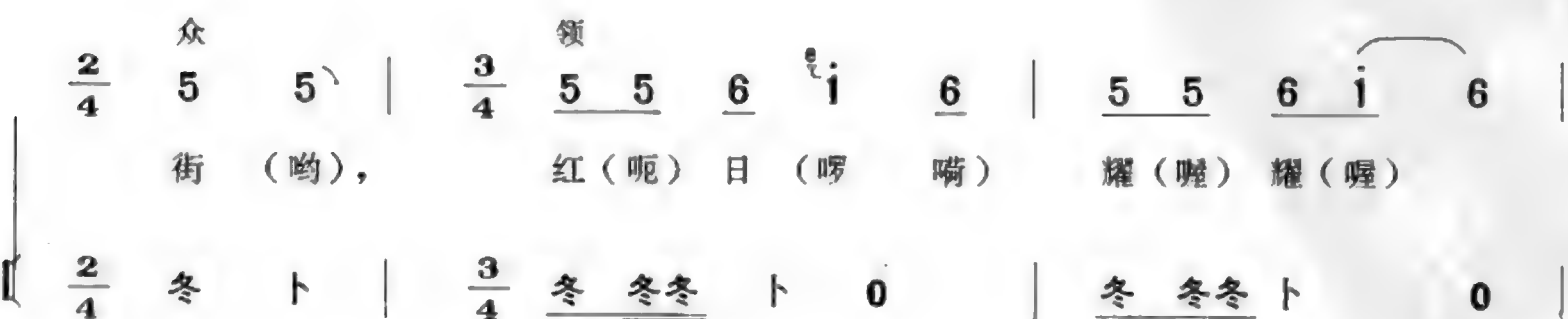 众 领
2/4 5 5 | 3/4 5 5 6 i 6 | 5 5 6 i 6 |
街（哟）， 红（呃）日（啰 嗬） 耀（喔）耀（喔）
2/4 冬 卜 | 3/4 冬 冬冬 卜 0 | 冬 冬冬 卜 0 |